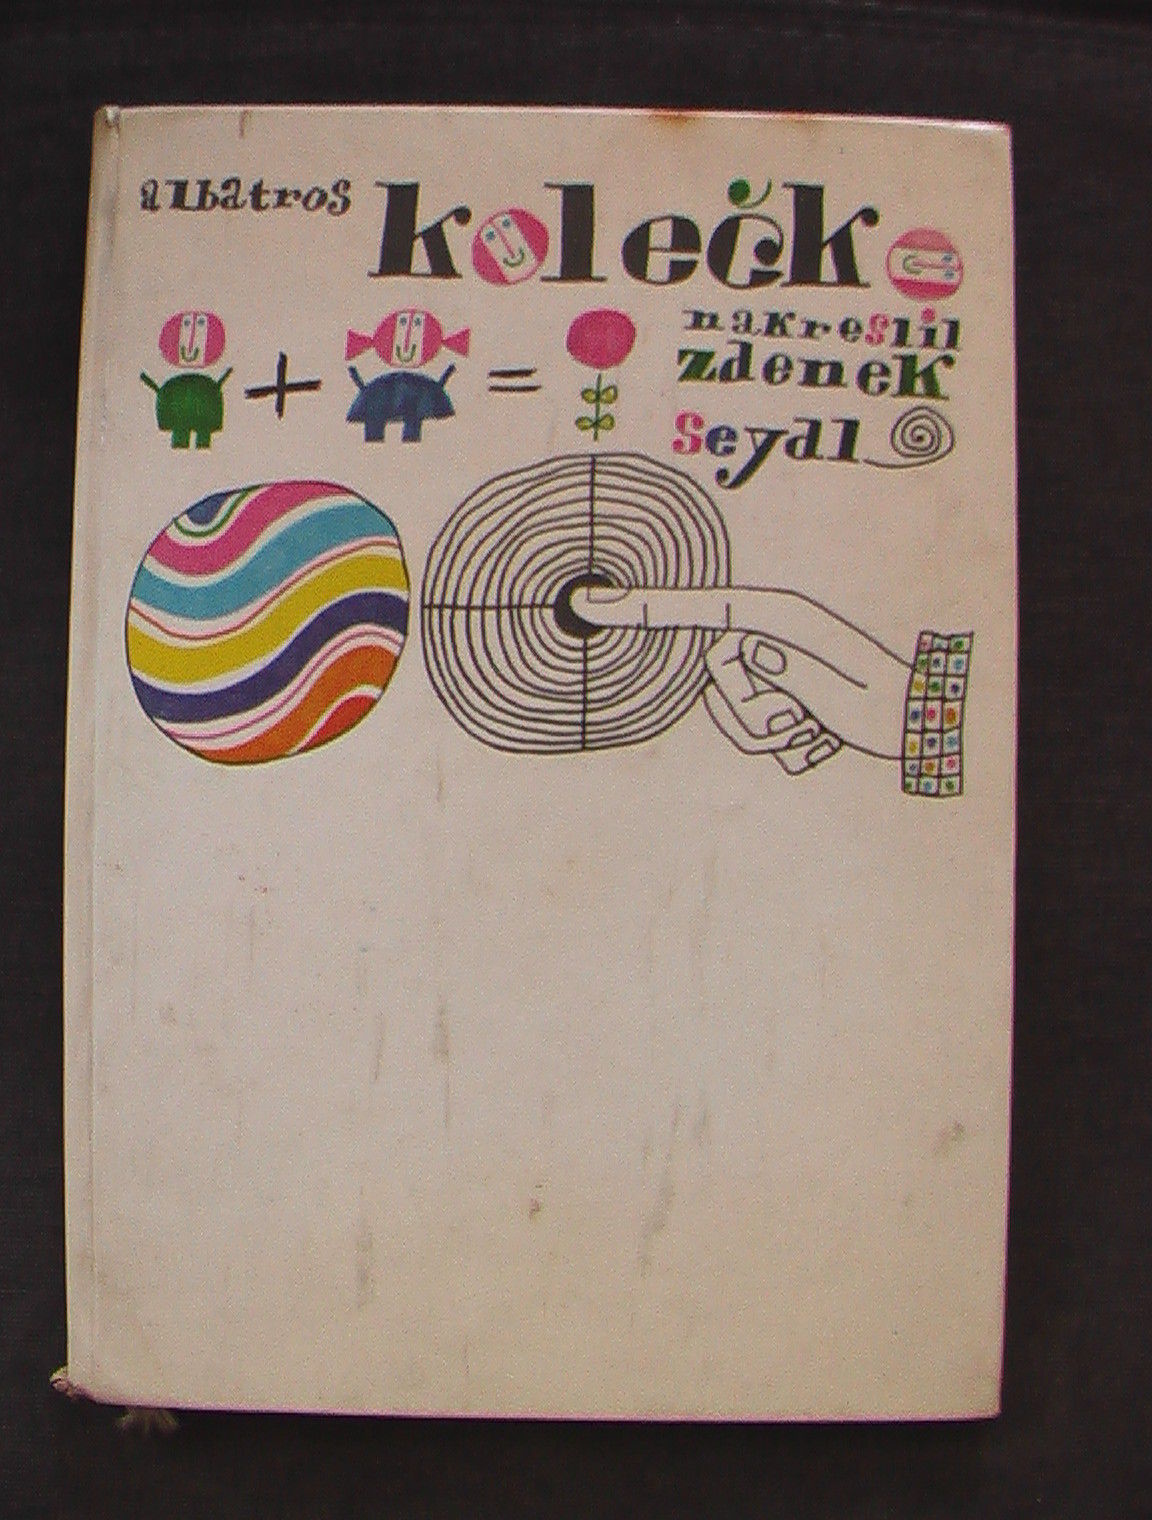 albatros kolečko
nakreslil
zdenek
seydl